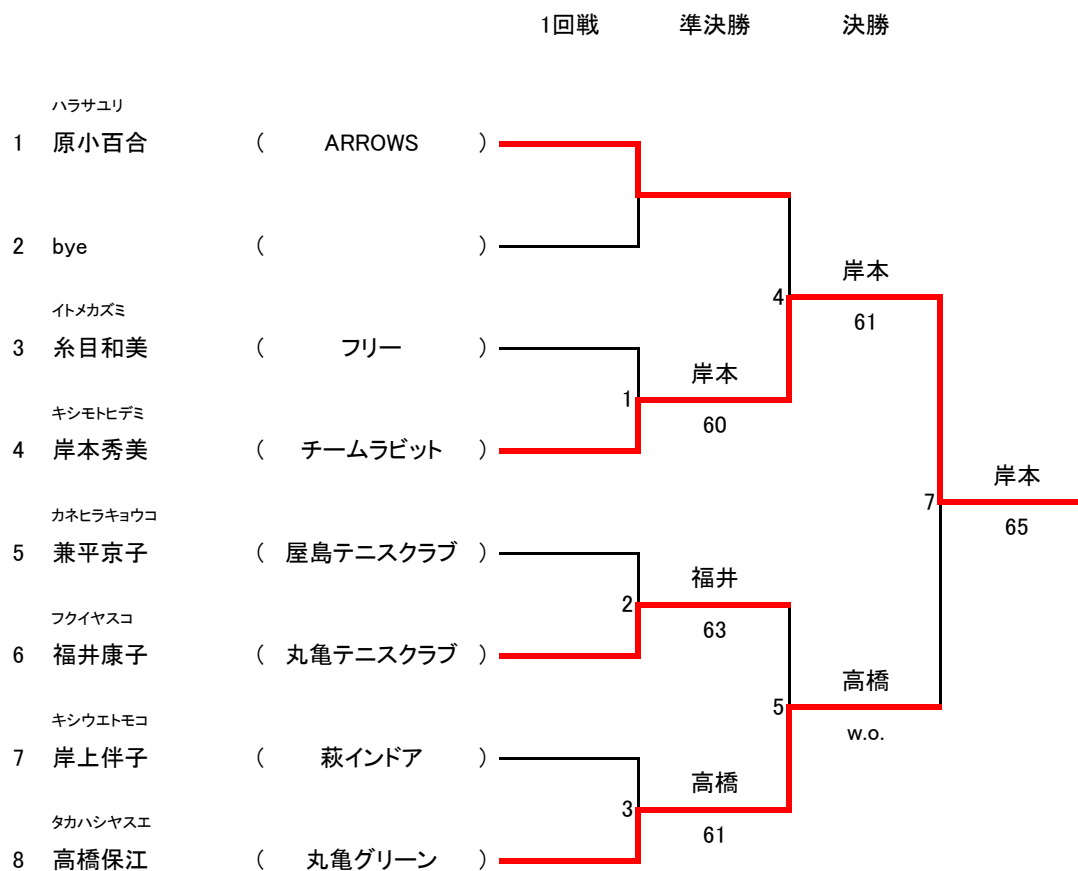 1回戦 準決勝 決勝
ハラサユリ
1 原小百合 ( ARROWS )
2 bye ( )
岸本
イトメカズミ
4
61
3 糸目和美 ( フリー )
岸本
1
キシモトヒデミ
60
4 岸本秀美 ( チームラビット )
岸本
7
カネヒラキョウコ
65
5 兼平京子 ( 屋島テニスクラブ )
福井
2
フクイヤスコ
63
6 福井康子 ( 丸亀テニスクラブ )
高橋
5
キシウエトモコ
w.o.
7 岸上伴子 ( 萩インドア )
高橋
3
タカハシヤスエ
61
8 高橋保江 ( 丸亀グリーン )